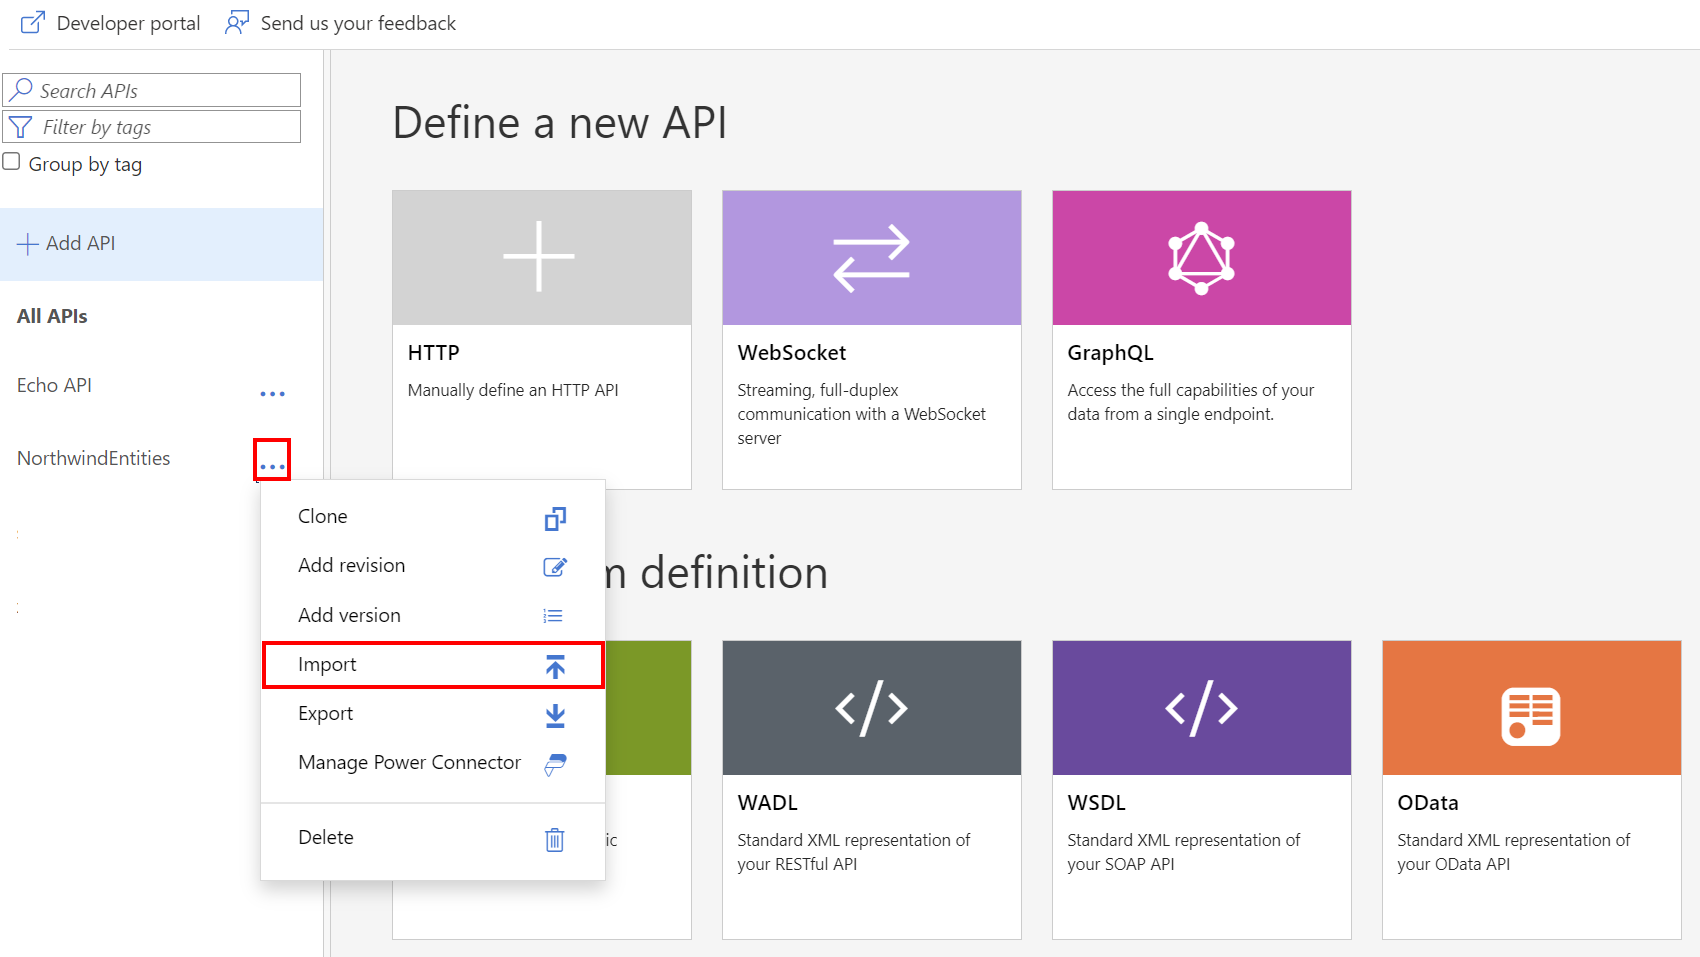 Developer portal
Send us your feedback
Search APIs
Filter by tags
Group by tag
Add API
All APIs
Echo API
NorthwindEntities
Clone
Add revision
Add version
Import
Export
Manage Power Connector
Delete
Define a new API
HTTP
Manually define an HTTP API
WebSocket
Streaming, full-duplex
communication with a WebSocket
server
GraphQL
Access the full capabilities of your
data from a single endpoint.
definition
WADL
Standard XML representation of
your RESTful API
WSDL
Standard XML representation of
your SOAP API
OData
Standard XML representation of
your OData API